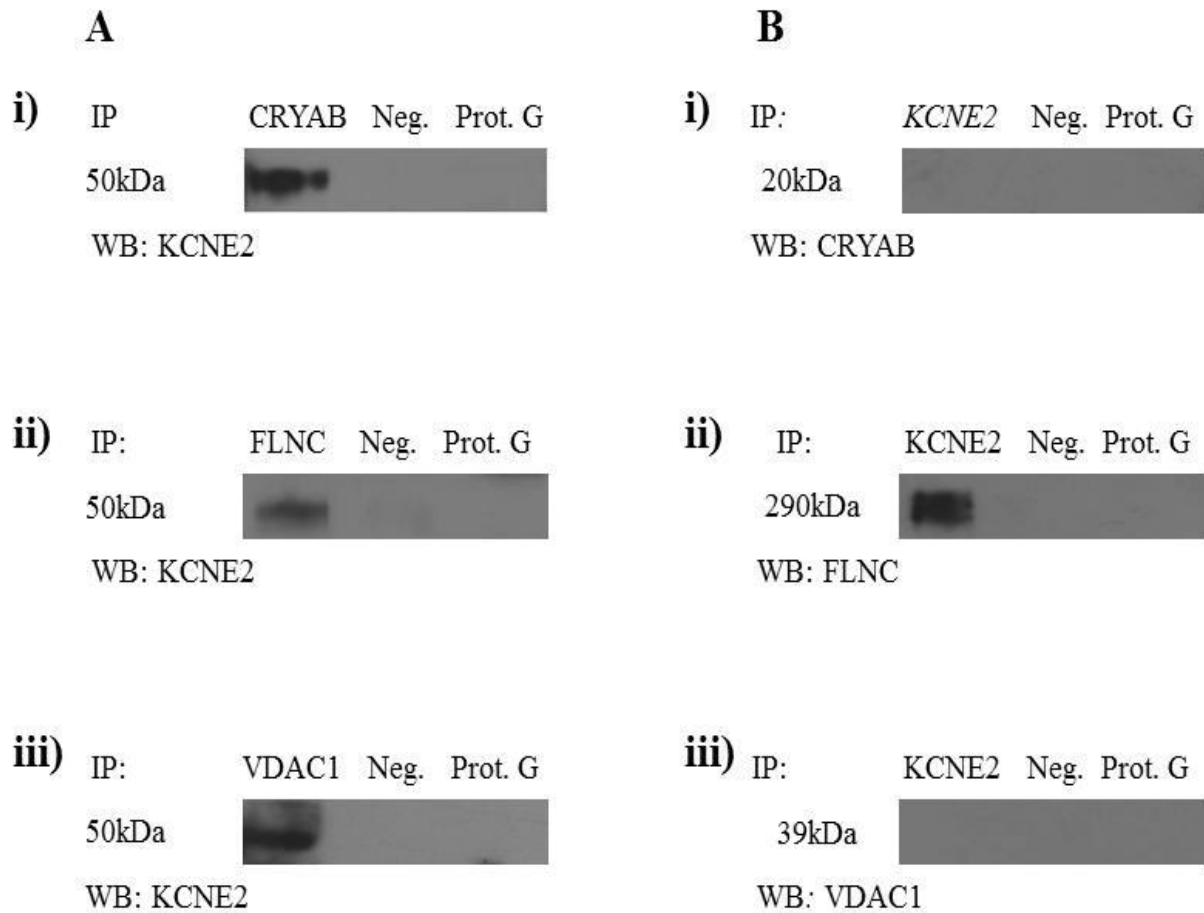 A
i) IP CRYAB Neg. Prot. G
50kDa
WB: KCNE2
ii) IP: FLNC Neg. Prot. G
50kDa
WB: KCNE2
iii) IP: VDAC1 Neg. Prot. G
50kDa
WB: KCNE2
B
i) IP: KCNE2 Neg. Prot. G
20kDa
WB: CRYAB
ii) IP: KCNE2 Neg. Prot. G
290kDa
WB: FLNC
iii) IP: KCNE2 Neg. Prot. G
39kDa
WB: VDAC1